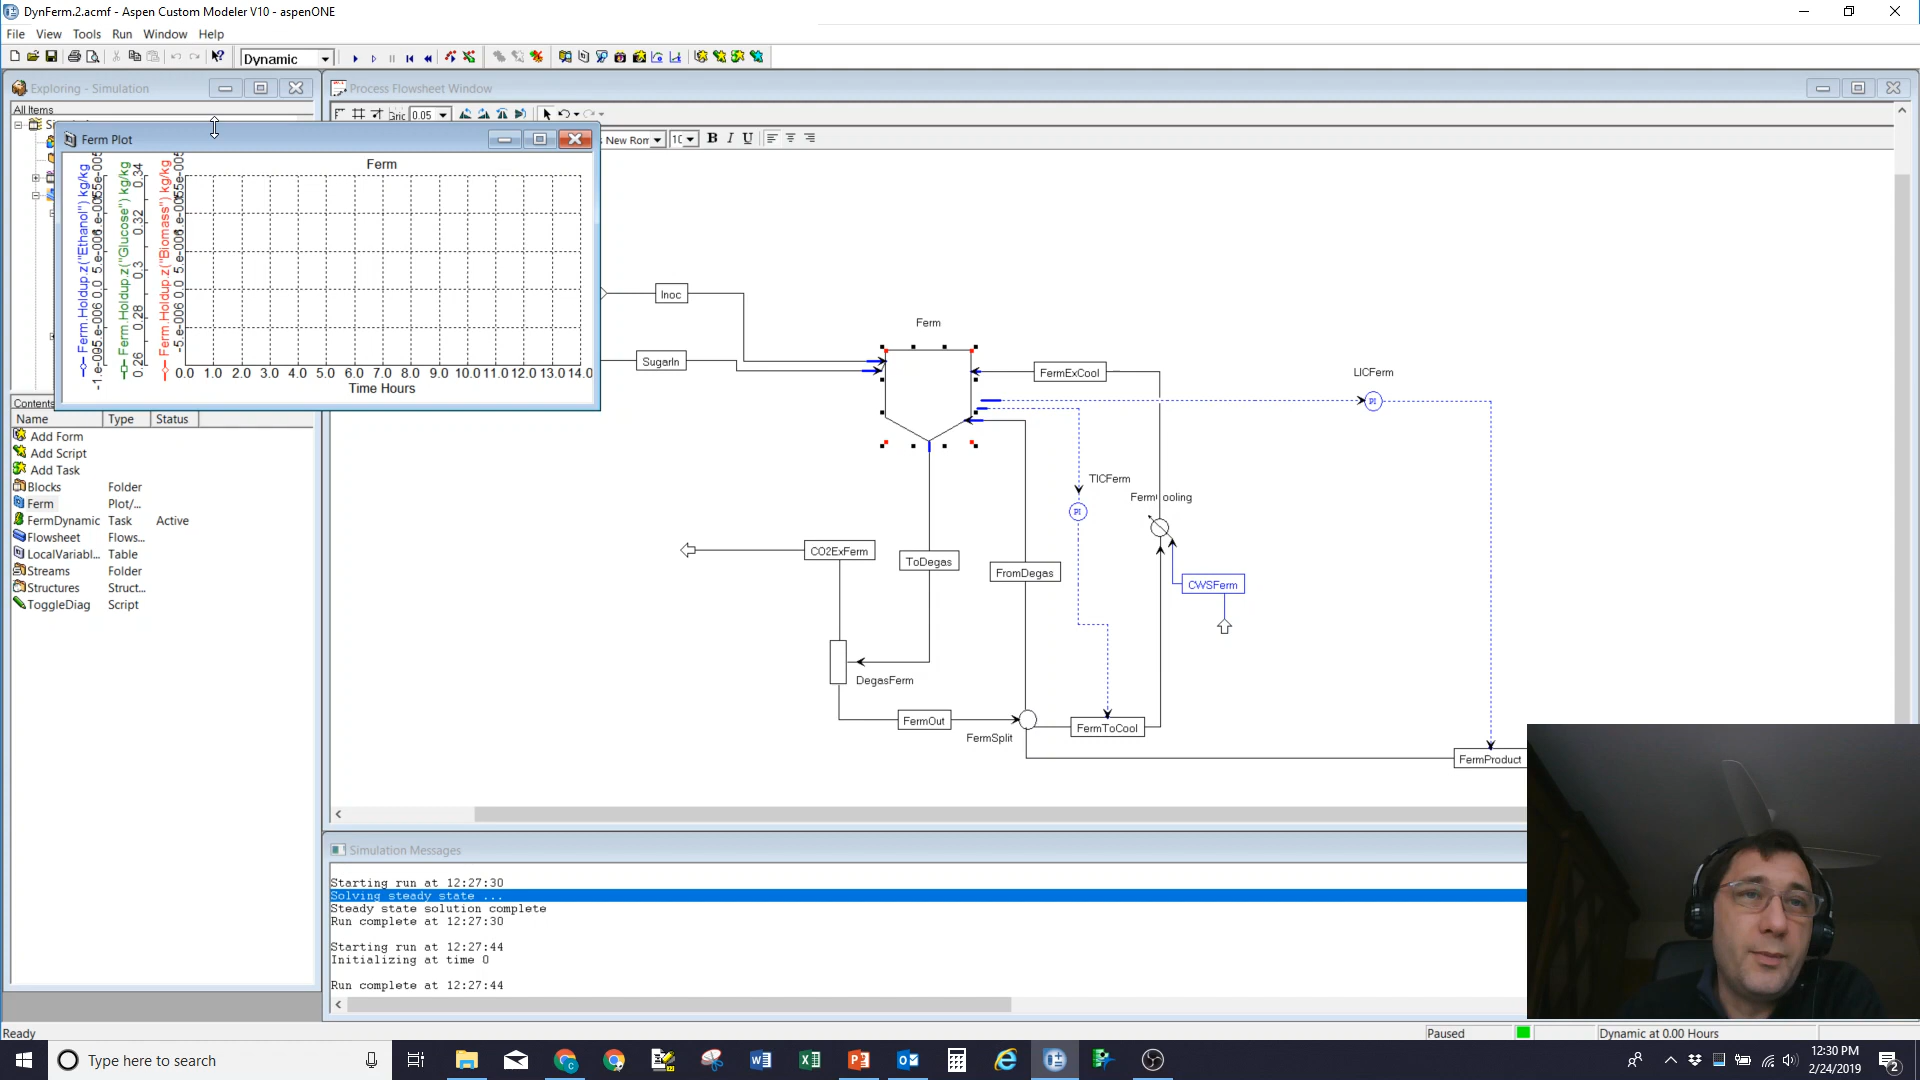 DynFerm.2.acmf - Aspen Custom Modeler V10 - aspenONE
File View Tools Run Window Help
Dynamic
Exploring - Simulation
Process Flowsheet Window
All Items
Grid 0.05
New Rom 10 B I U
Ferm Plot
Ferm
Ferm.Holdup.z("Ethanol") kg/kg
Ferm.Holdup.z("Glucose") kg/kg
0.26 0.28 0.3 0.32 0.34
Ferm.Holdup.z("Biomass") kg/kg
0.0 1.0 2.0 3.0 4.0 5.0 6.0 7.0 8.0 9.0 10.0 11.0 12.0 13.0 14.0
Time Hours
Contents
Name Type Status
Add Form
Add Script
Add Task
Blocks Folder
Ferm Plot/...
FermDynamic Task Active
Flowsheet Flows...
LocalVariabl... Table
Streams Folder
Structures Struct...
ToggleDiag Script
Inoc
SugarIn
Ferm
FermExCool
LICFerm
PI
TICFerm
PI
CWSFerm
CO2ExFerm
ToDegas
FromDegas
DegasFerm
FermOut
FermSplit
FermToCool
FermProduct
Simulation Messages
Starting run at 12:27:30
Solving steady state ...
Steady state solution complete
Run complete at 12:27:30
Starting run at 12:27:44
Initializing at time 0
Run complete at 12:27:44
Ready
Paused
Dynamic at 0.00 Hours
Type here to search
12:30 PM
2/24/2019
2